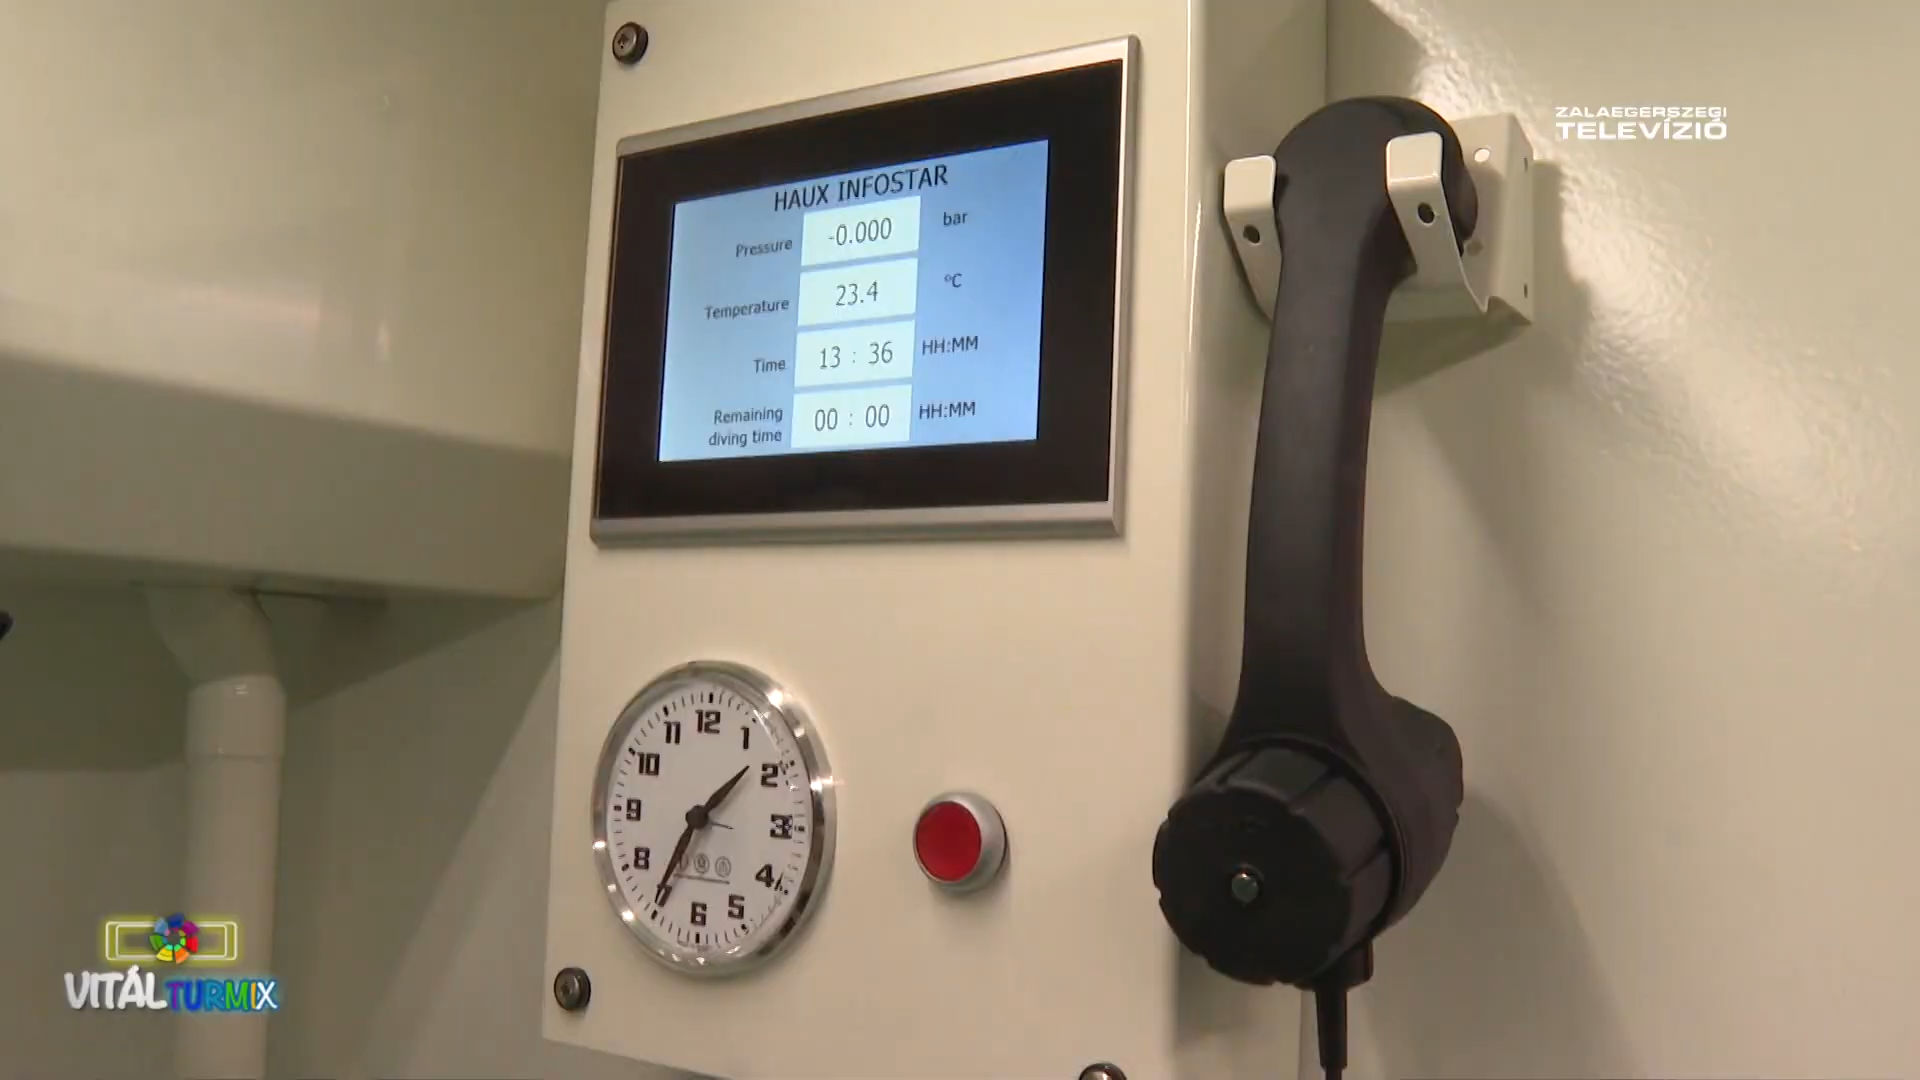 ZALAEGERSZEGI
TELEVÍZIÓ
HAUX INFOSTAR
Pressure -0.000 bar
Temperature 23.4 °C
Time 13 : 36 HH:MM
Remaining
diving time 00 : 00 HH:MM
12
11 1
10 2
9 3
8 4
7 5
6
VITÁLTURMIX